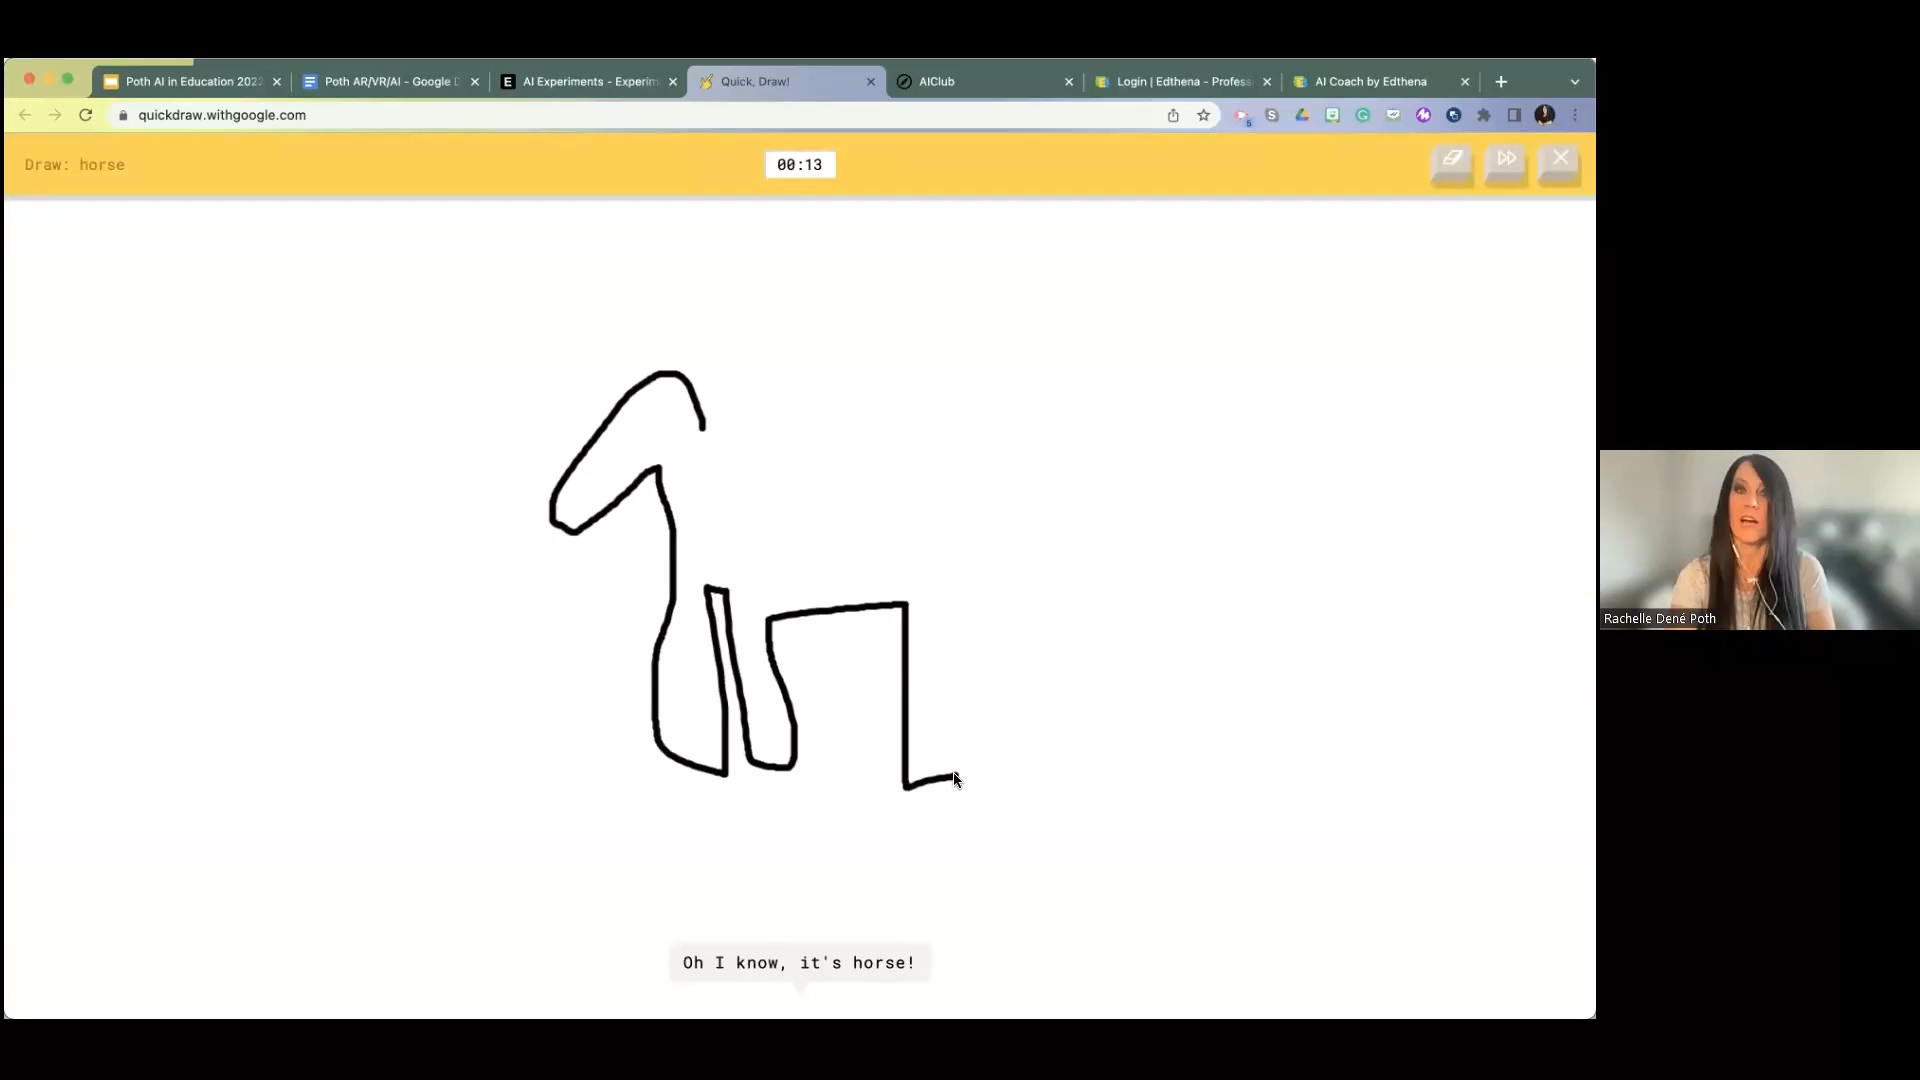 Poth AI in Education 202
Poth AR/VR/AI - Google D
E
AI Experiments - Experim
Quick, Draw!
AIClub
Login | Edthena - Profess
AI Coach by Edthena
quickdraw.withgoogle.com
5
Draw: horse
00:13
Rachelle Dené Poth
Oh I know, it's horse!